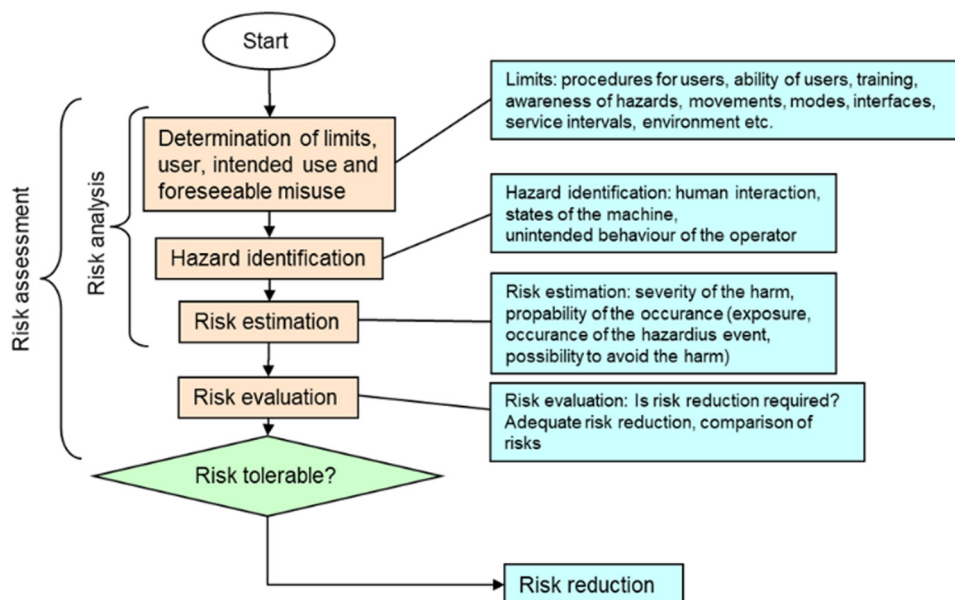 Start
Limits: procedures for users, ability of users, training,
awareness of hazards, movements, modes, interfaces,
service intervals, environment etc.
Risk assessment
Risk analysis
Determination of limits,
user, intended use and
foreseeable misuse
Hazard identification: human interaction,
states of the machine,
unintended behaviour of the operator
Hazard identification
Risk estimation: severity of the harm,
propability of the occurance (exposure,
occurance of the hazardius event,
possibility to avoid the harm)
Risk estimation
Risk evaluation
Risk evaluation: Is risk reduction required?
Adequate risk reduction, comparison of
risks
Risk tolerable?
Risk reduction